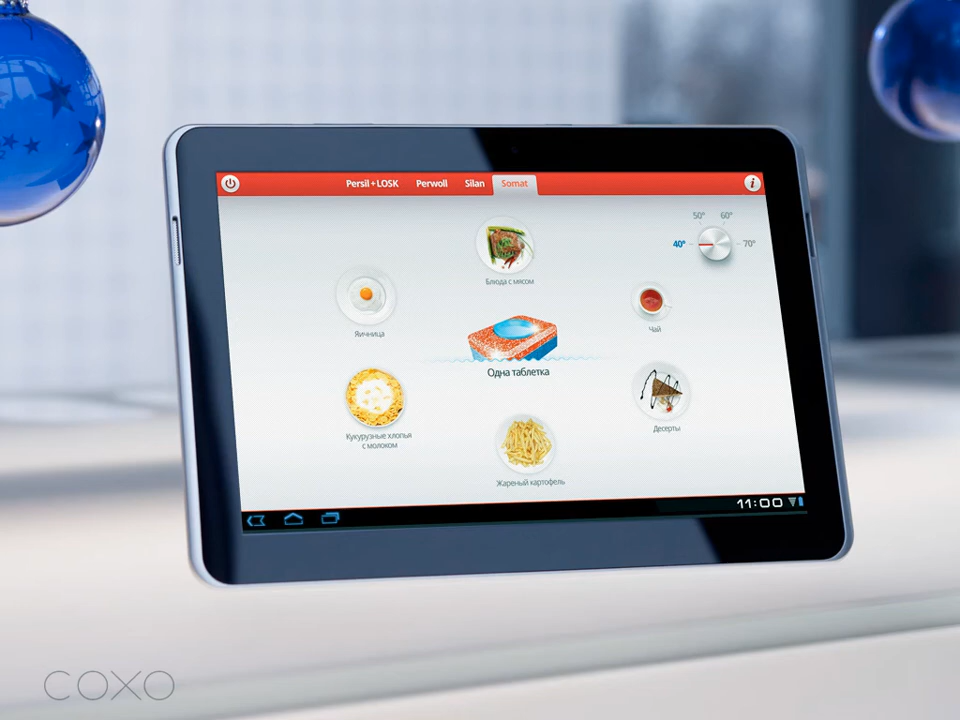 Persil + LOSK Perwoll Silan Somat i
50° 60°
40° 70°
Блюда с мясом
Яичница
Чай
Одна таблетка
Кукурузные хлопья
с молоком
Десерты
Жареный картофель
11:00
COXO